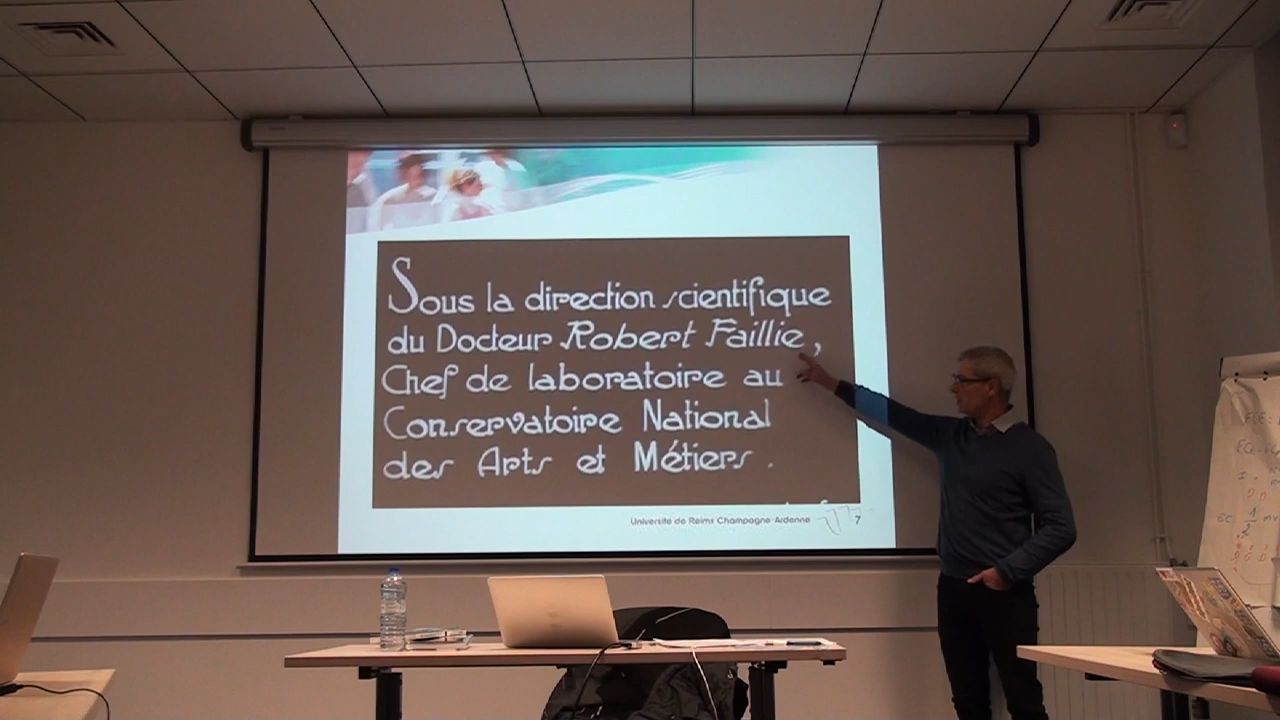 Sous la direction scientifique
du Docteur Robert Faillie,
Chef de laboratoire au
Conservatoire National
des Arts et Métiers.
Université de Reims Champagne-Ardenne 7